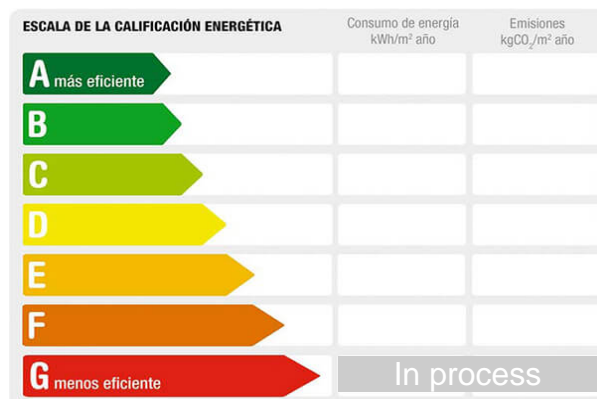 ESCALA DE LA CALIFICACIÓN ENERGÉTICA
Consumo de energía
kWh/m² año
Emisiones
kgCO₂/m² año
A más eficiente
B
C
D
E
F
G menos eficiente
In process